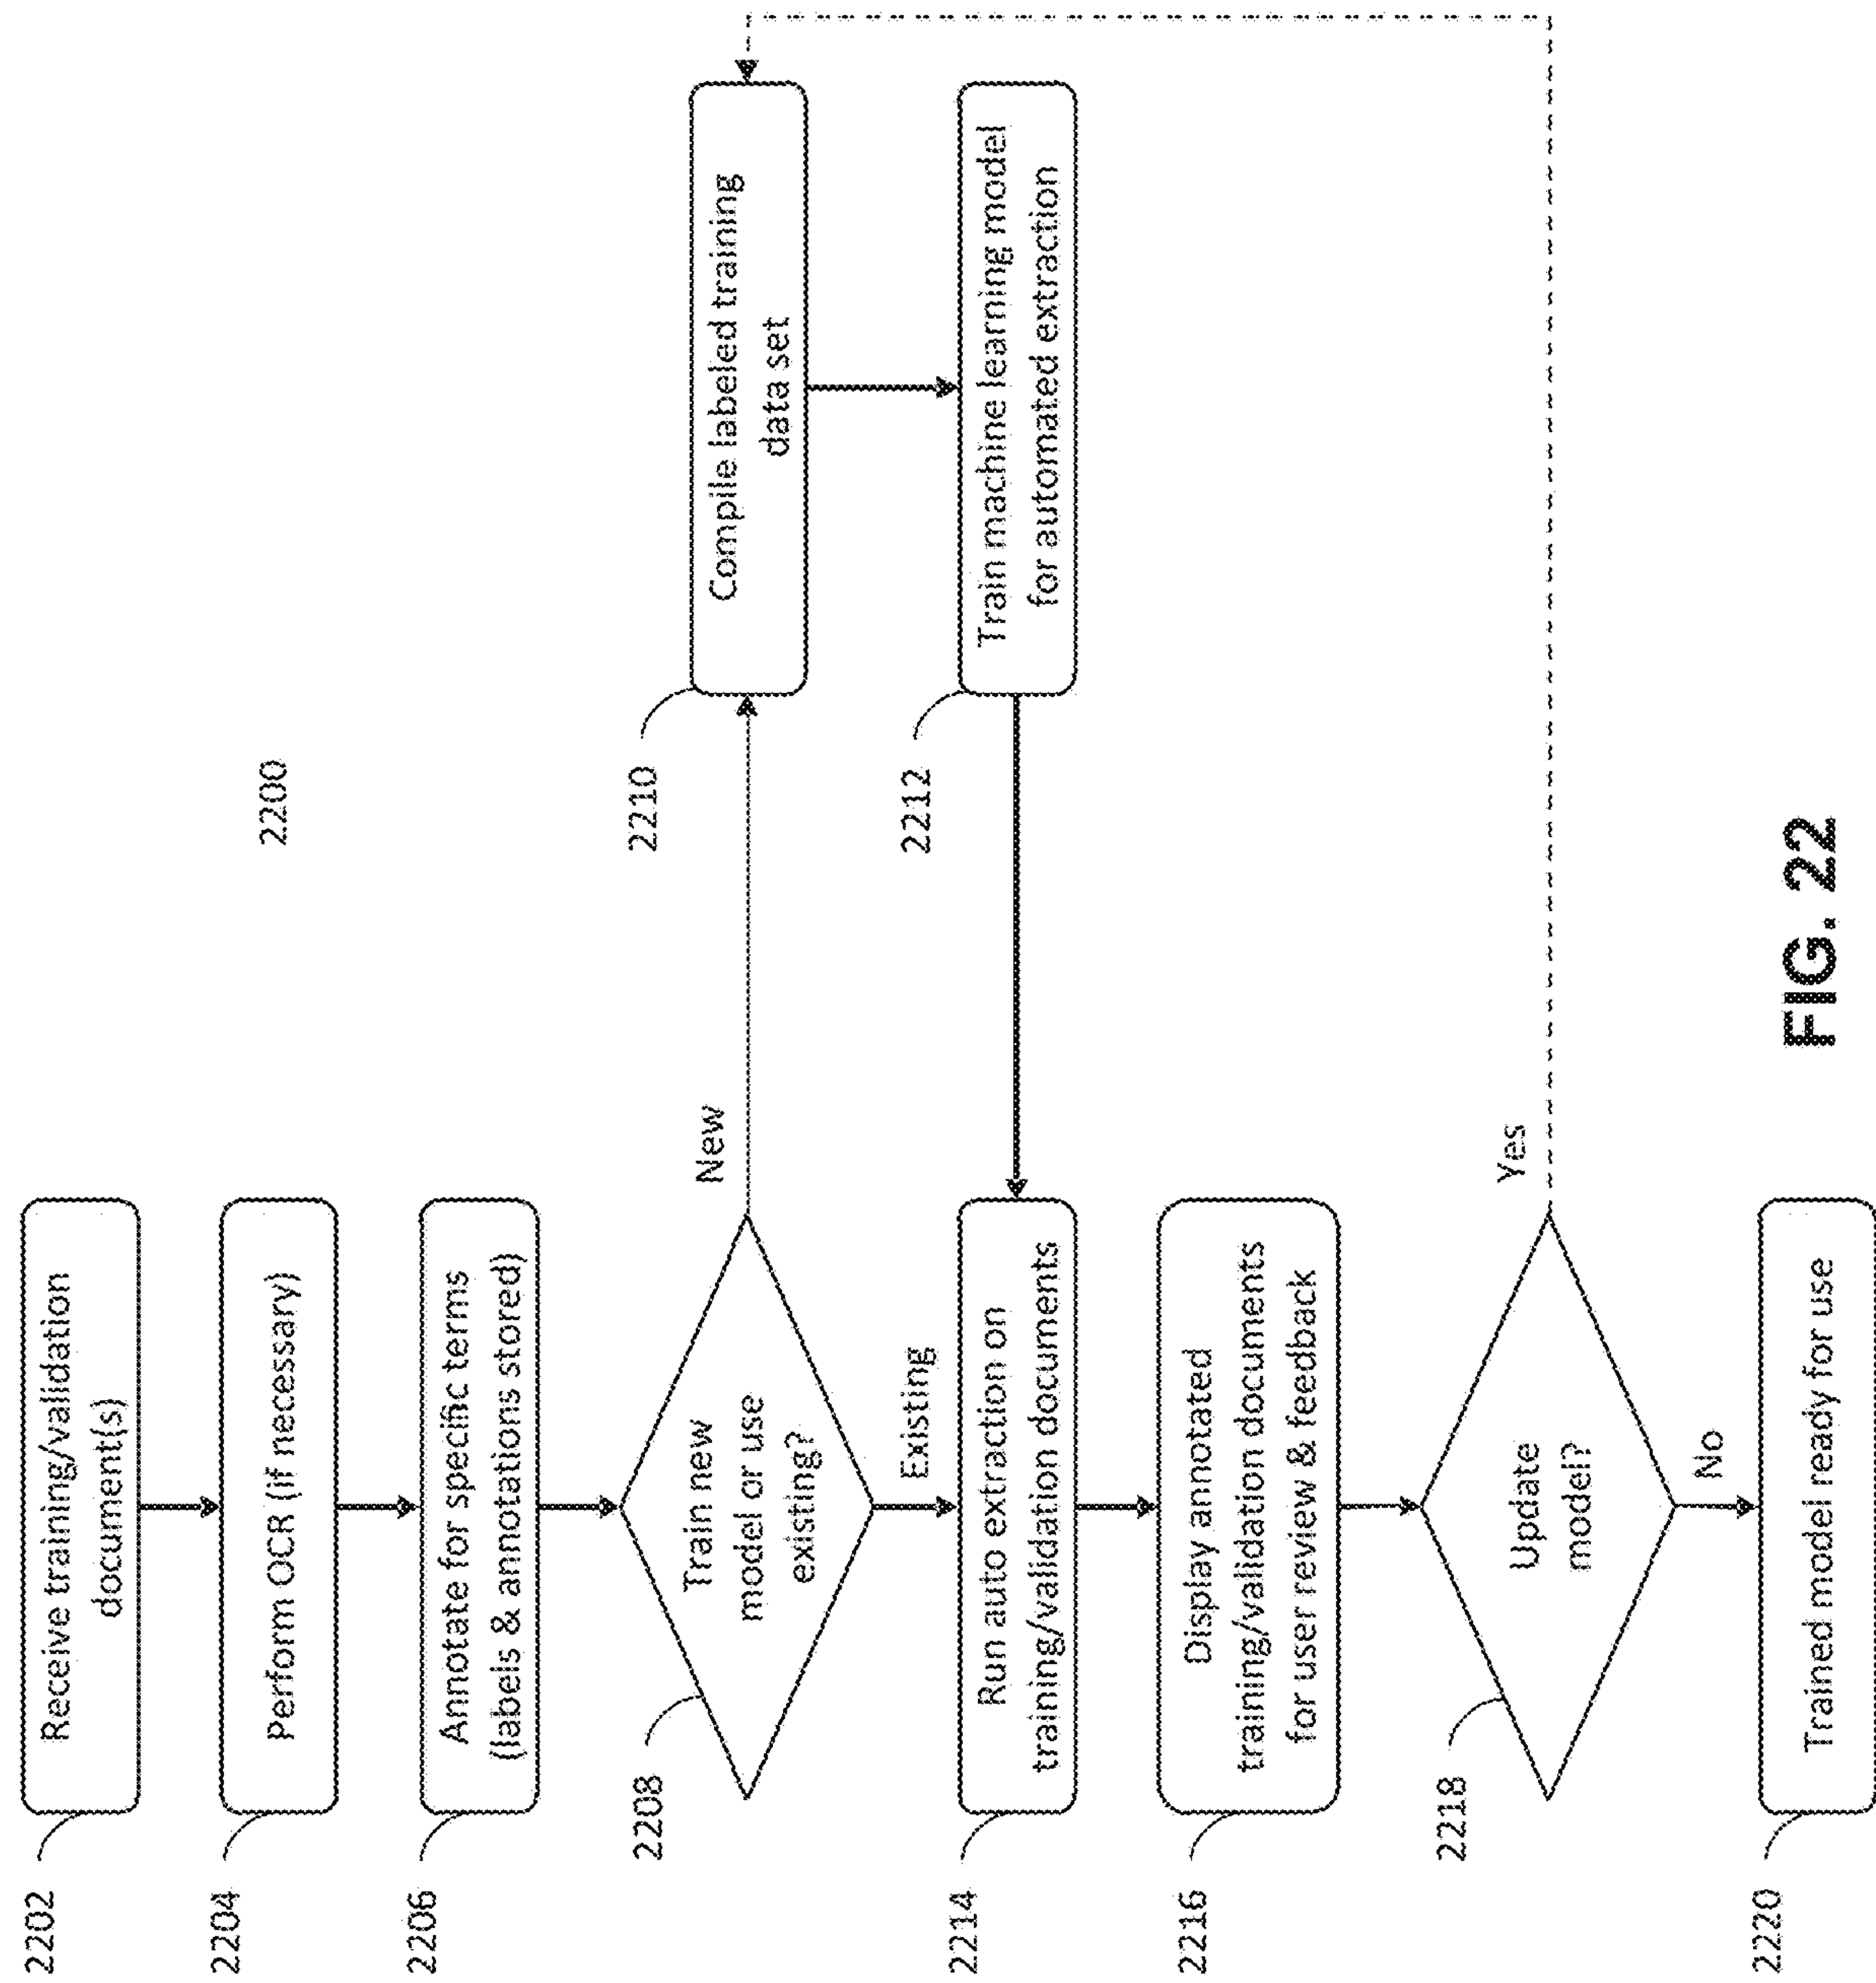 2200
2202
Receive training/validation
document(s)
2204
Perform OCR (if necessary)
2206
Annotate for specific terms
(labels & annotations stored)
2208
Train new
model or use
existing?
New
Existing
2210
Compile labeled training
data set
2212
Train machine learning model
for automated extraction
2214
Run auto extraction on
training/validation documents
2216
Display annotated
training/validation documents
for user review & feedback
2218
Update
model?
Yes
No
2220
Trained model ready for use
FIG. 22